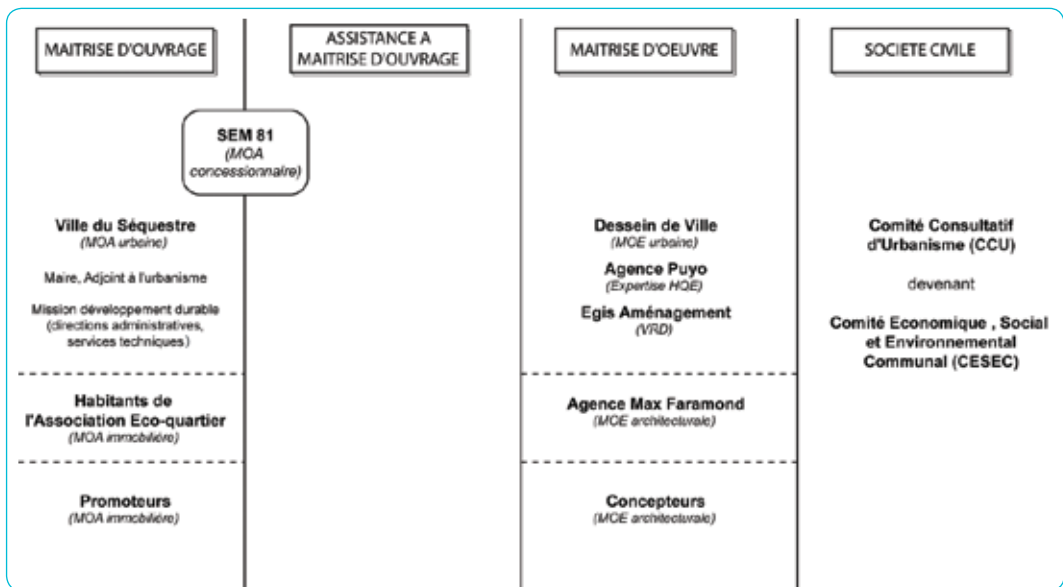 MAITRISE D'OUVRAGE
ASSISTANCE A
MAITRISE D'OUVRAGE
MAITRISE D'OEUVRE
SOCIETE CIVILE
SEM 81
(MOA
concessionnaire)
Ville du Séquestre
(MOA urbaine)
Maire, Adjoint à l'urbanisme
Mission développement durable
(directions administratives,
services techniques)
Habitants de
l'Association Eco-quartier
(MOA immobilière)
Promoteurs
(MOA immobilière)
Dessein de Ville
(MOE urbaine)
Agence Puyo
(Expertise HQE)
Egis Aménagement
(VRD)
Agence Max Faramond
(MOE architecturale)
Concepteurs
(MOE architecturale)
Comité Consultatif
d'Urbanisme (CCU)
devenant
Comité Economique , Social
et Environnemental
Communal (CESEC)